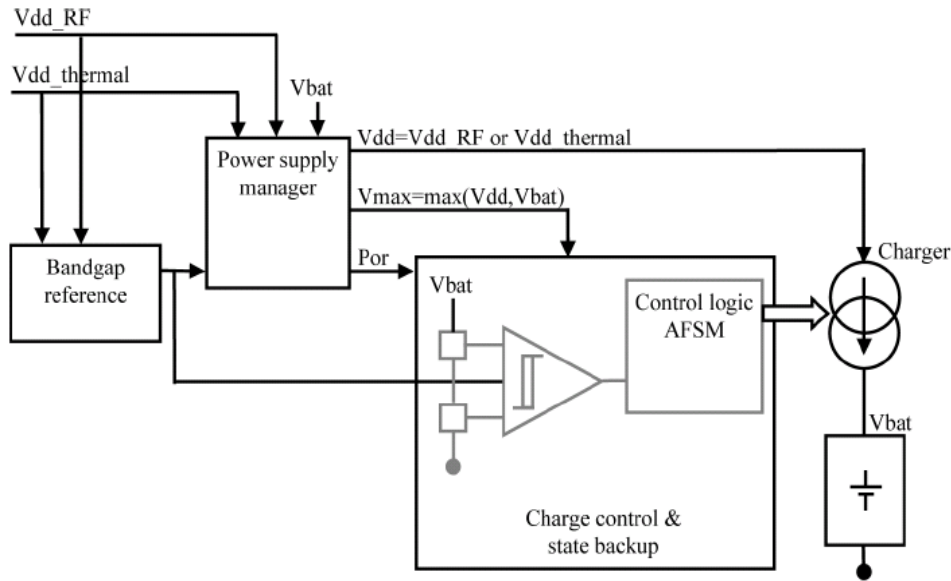 Vdd_RF
Vdd_thermal
Vbat
Power supply
manager
Vdd=Vdd_RF or Vdd_thermal
Vmax=max(Vdd,Vbat)
Por
Bandgap
reference
Vbat
Control logic
AFSM
Charger
Vbat
Charge control &
state backup